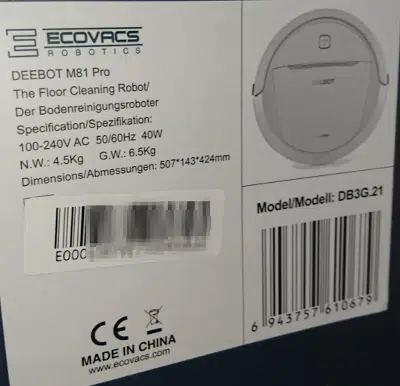 ECOVACS
ROBOTICS
DEEBOT M81 Pro
The Floor Cleaning Robot/
Der Bodenreinigungsroboter
Specification/Spezifikation:
100-240V AC 50/60Hz 40W
N.W.: 4.5Kg G.W.: 6.5Kg
Dimensions/Abmessungen: 507*143*424mm
E000
CE
MADE IN CHINA
www.ecovacs.com
DEEBOT
Model/Modell: DB3G.21
6 943757 610679